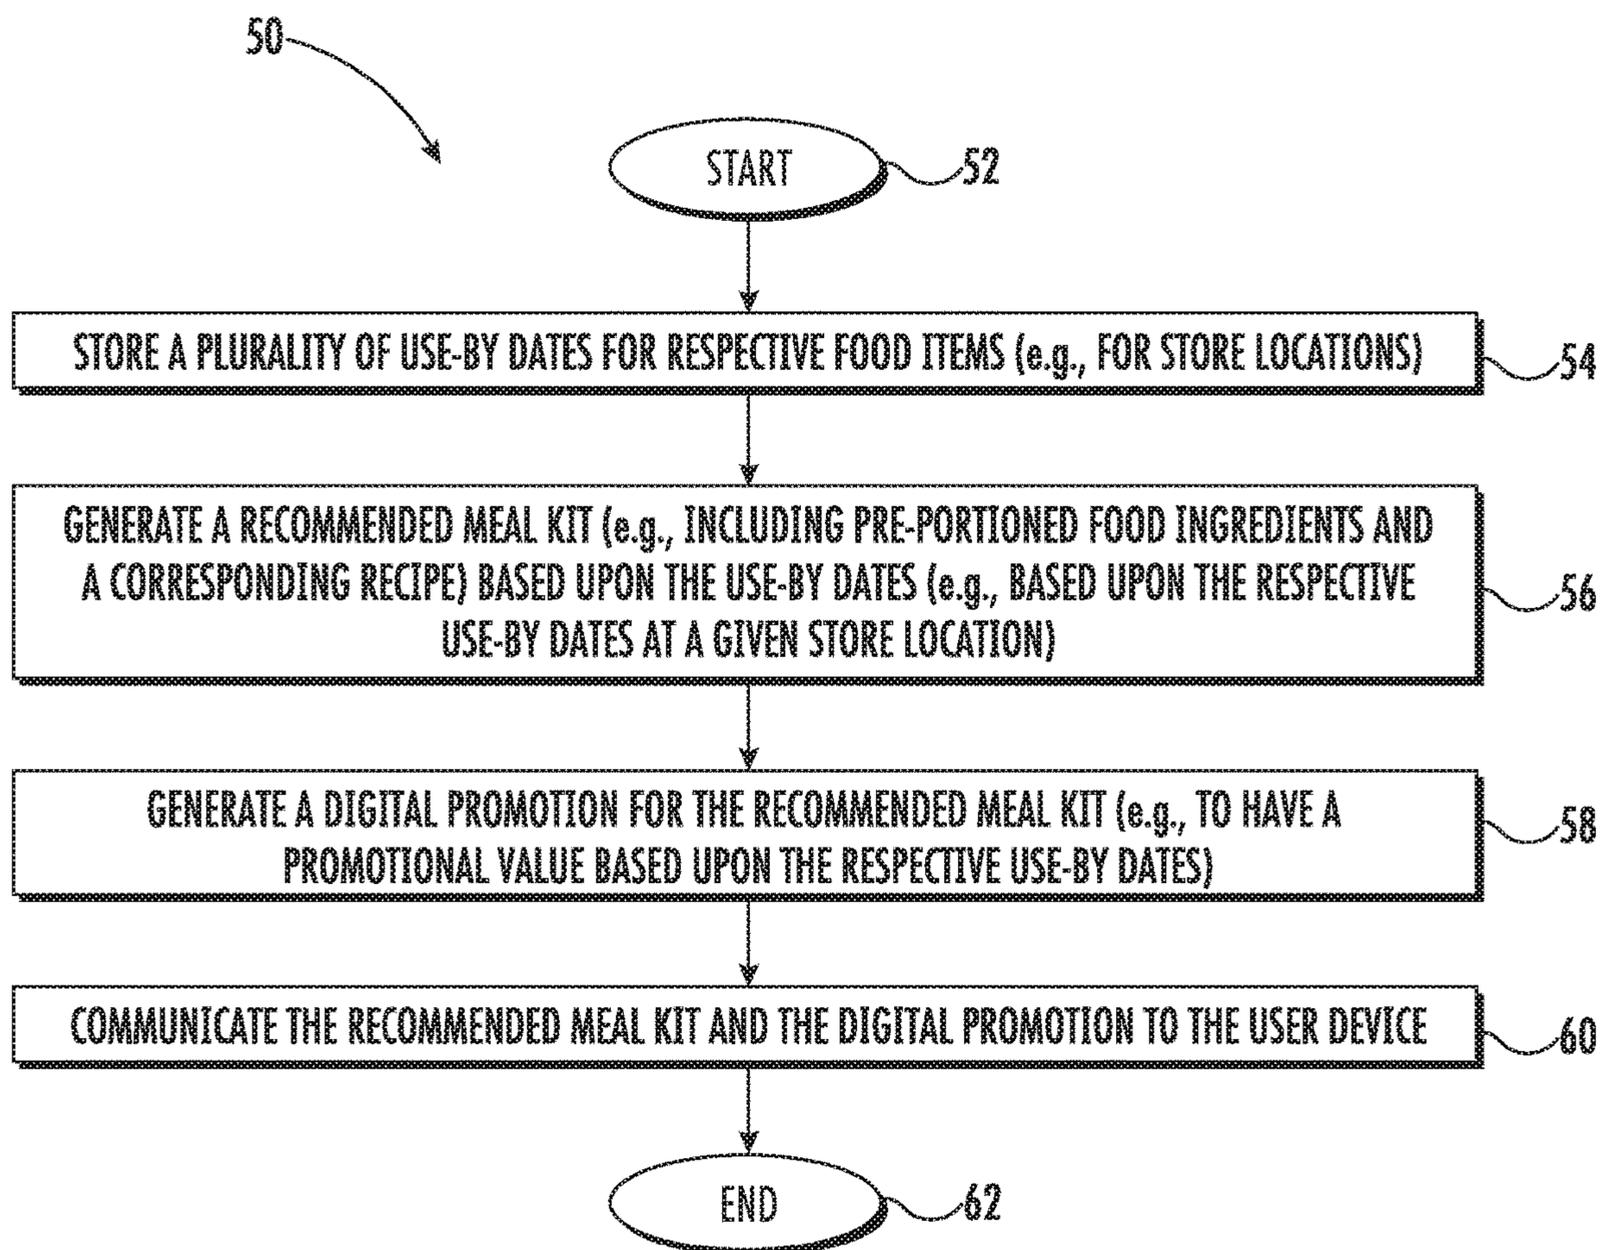 50
START
52
STORE A PLURALITY OF USE-BY DATES FOR RESPECTIVE FOOD ITEMS (e.g., FOR STORE LOCATIONS)
54
GENERATE A RECOMMENDED MEAL KIT (e.g., INCLUDING PRE-PORTIONED FOOD INGREDIENTS AND
A CORRESPONDING RECIPE) BASED UPON THE USE-BY DATES (e.g., BASED UPON THE RESPECTIVE
USE-BY DATES AT A GIVEN STORE LOCATION)
56
GENERATE A DIGITAL PROMOTION FOR THE RECOMMENDED MEAL KIT (e.g., TO HAVE A
PROMOTIONAL VALUE BASED UPON THE RESPECTIVE USE-BY DATES)
58
COMMUNICATE THE RECOMMENDED MEAL KIT AND THE DIGITAL PROMOTION TO THE USER DEVICE
60
END
62